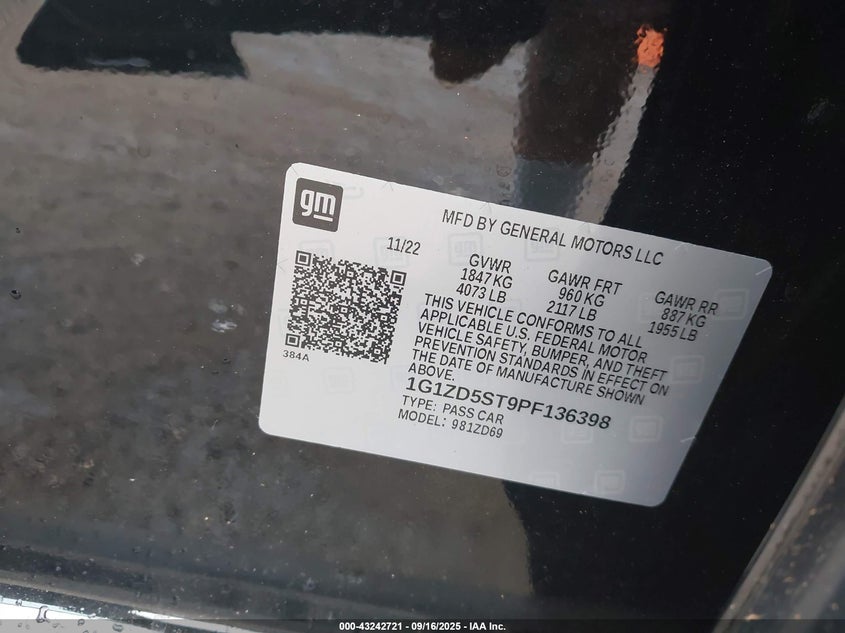 gm
MFD BY GENERAL MOTORS LLC
11/22
GVWR
1847 KG
4073 LB
GAWR FRT
960 KG
2117 LB
GAWR RR
887 KG
1955 LB
THIS VEHICLE CONFORMS TO ALL
APPLICABLE U.S. FEDERAL MOTOR
VEHICLE SAFETY, BUMPER, AND THEFT
PREVENTION STANDARDS IN EFFECT ON
THE DATE OF MANUFACTURE SHOWN
ABOVE.
384A
1G1ZD5ST9PF136398
TYPE: PASS CAR
MODEL: 981ZD69
000-43242721 - 09/16/2025 - IAA Inc.